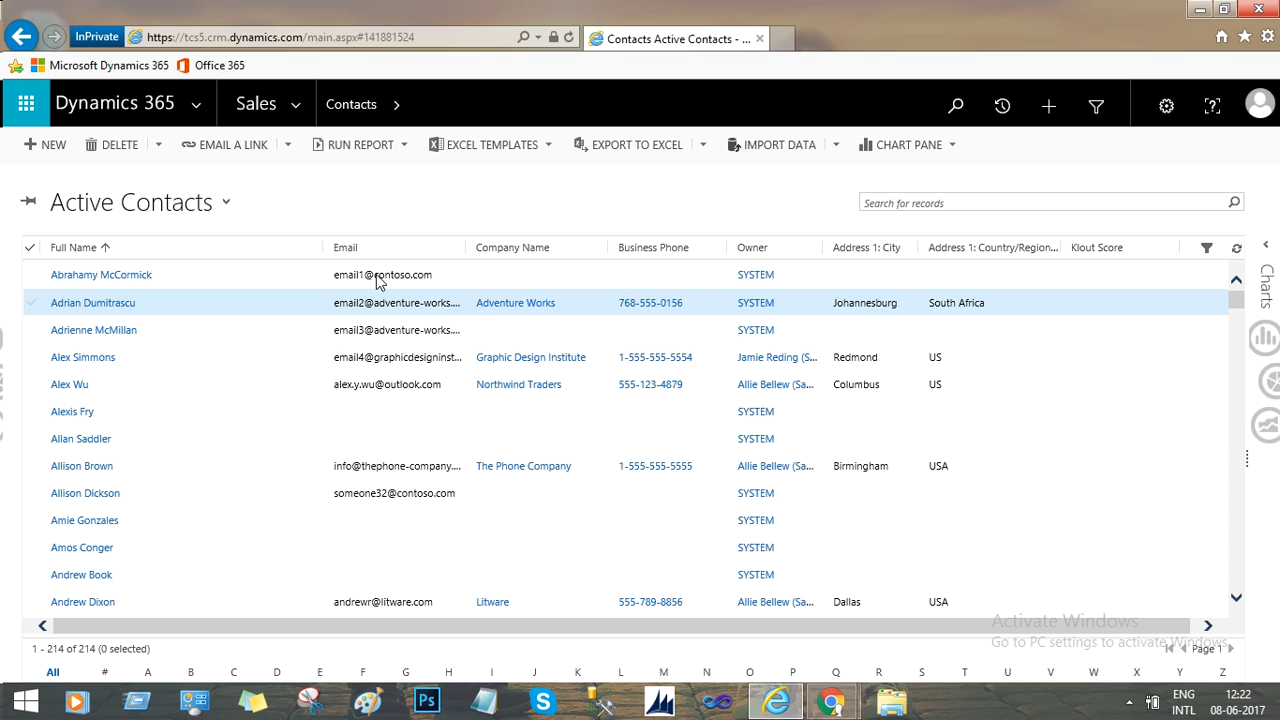 InPrivate https://tcs5.crm.dynamics.com/main.aspx#141881524 Contacts Active Contacts - ...
Microsoft Dynamics 365 Office 365
Dynamics 365 Sales Contacts
NEW DELETE EMAIL A LINK RUN REPORT EXCEL TEMPLATES EXPORT TO EXCEL IMPORT DATA CHART PANE
Active Contacts Search for records
Full Name Email Company Name Business Phone Owner Address 1: City Address 1: Country/Region... Klout Score
Abrahamy McCormick email1@contoso.com SYSTEM
Adrian Dumitrascu email2@adventure-works.... Adventure Works 768-555-0156 SYSTEM Johannesburg South Africa
Adrienne McMillan email3@adventure-works.... SYSTEM
Alex Simmons email4@graphicdesigninst... Graphic Design Institute 1-555-555-5554 Jamie Reding (S... Redmond US
Alex Wu alex.y.wu@outlook.com Northwind Traders 555-123-4879 Allie Bellew (Sa... Columbus US
Alexis Fry SYSTEM
Allan Saddler SYSTEM
Allison Brown info@thephone-company.... The Phone Company 1-555-555-5555 Allie Bellew (Sa... Birmingham USA
Allison Dickson someone32@contoso.com SYSTEM
Amie Gonzales SYSTEM
Amos Conger SYSTEM
Andrew Book SYSTEM
Andrew Dixon andrewr@litware.com Litware 555-789-8856 Allie Bellew (Sa... Dallas USA
Charts
Activate Windows
Go to PC settings to activate Windows.
1 - 214 of 214 (0 selected) Page 1
All # A B C D E F G H I J K L M N O P Q R S T U V W X Y Z
Ps
ENG 12:22
INTL 08-06-2017